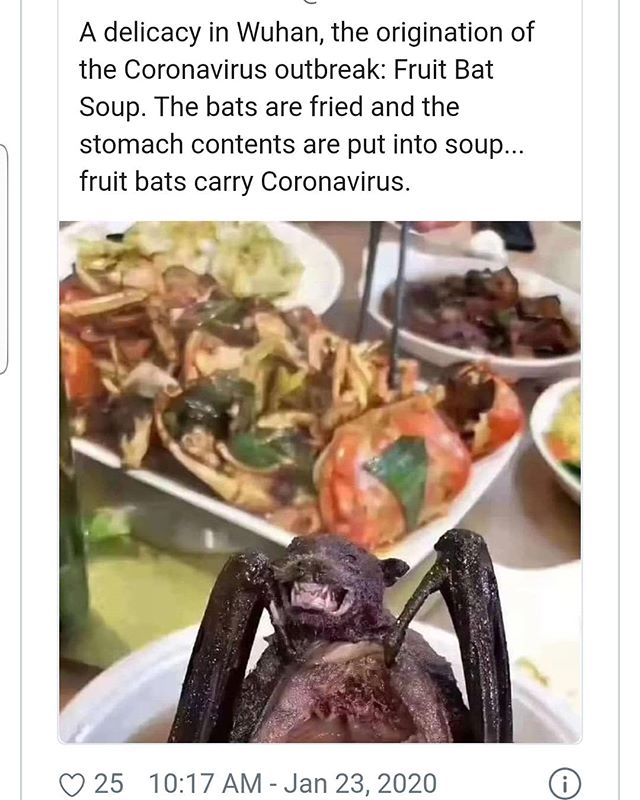 A delicacy in Wuhan, the origination of
the Coronavirus outbreak: Fruit Bat
Soup. The bats are fried and the
stomach contents are put into soup...
fruit bats carry Coronavirus.
25 10:17 AM - Jan 23, 2020